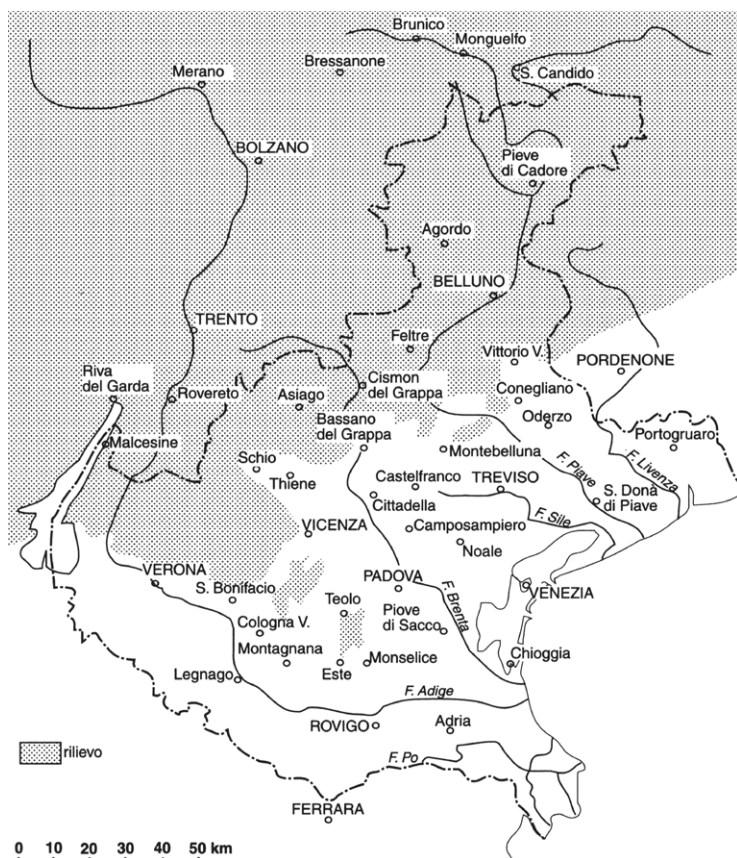 Brunico
Monguelfo
Bressanone
Merano
S. Candido
BOLZANO
Pieve
di Cadore
Agordo
BELLUNO
TRENTO
Feltre
Vittorio V.
PORDENONE
Riva
del Garda
Rovereto
Asiago
Cismon
del Grappa
Conegliano
Oderzo
Bassano
del Grappa
Portogruaro
Malcesine
Montebelluna
F. Livenza
Schio
Thiene
Castelfranco
TREVISO
F. Piave
S. Donà
di Piave
Cittadella
F. Sile
VICENZA
Camposampiero
Noale
VERONA
S. Bonifacio
PADOVA
F. Brenta
VENEZIA
Teolo
Piove
di Sacco
Cologna V.
Montagnana
Chioggia
Legnago
Este
Monselice
F. Adige
ROVIGO
Adria
rilievo
F. Po
FERRARA
0 10 20 30 40 50 km